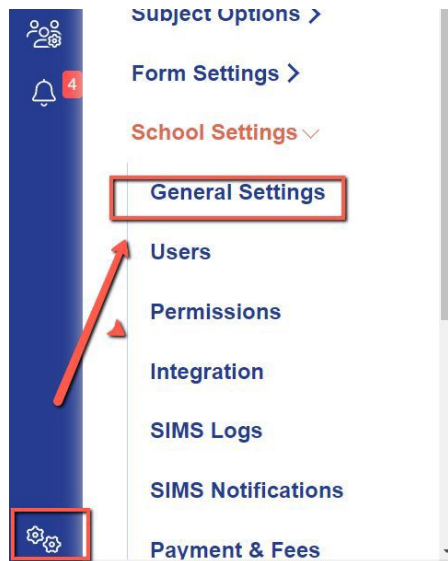 Subject Options >
Form Settings >
4
School Settings
General Settings
Users
Permissions
Integration
SIMS Logs
SIMS Notifications
Payment & Fees